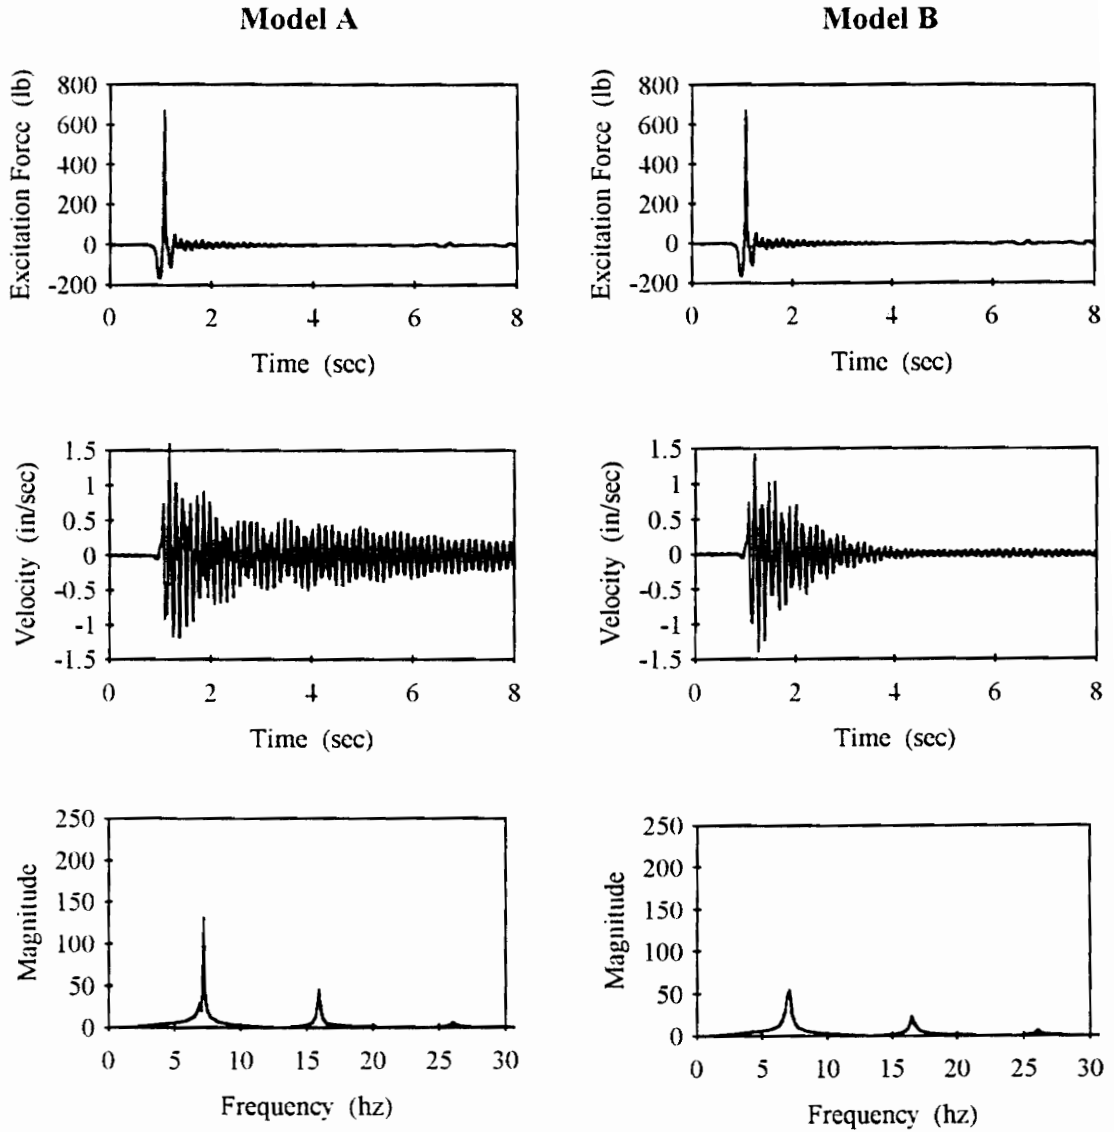 Model A
Model B
Excitation Force (lb)
800
600
400
200
0
-200
0 2 4 6 8
Time (sec)
Excitation Force (lb)
800
600
400
200
0
-200
0 2 4 6 8
Time (sec)
Velocity (in/sec)
1.5
1
0.5
0
-0.5
-1
-1.5
0 2 4 6 8
Time (sec)
Velocity (in/sec)
1.5
1
0.5
0
-0.5
-1
-1.5
0 2 4 6 8
Time (sec)
Magnitude
250
200
150
100
50
0
0 5 10 15 20 25 30
Frequency (hz)
Magnitude
250
200
150
100
50
0
0 5 10 15 20 25 30
Frequency (hz)